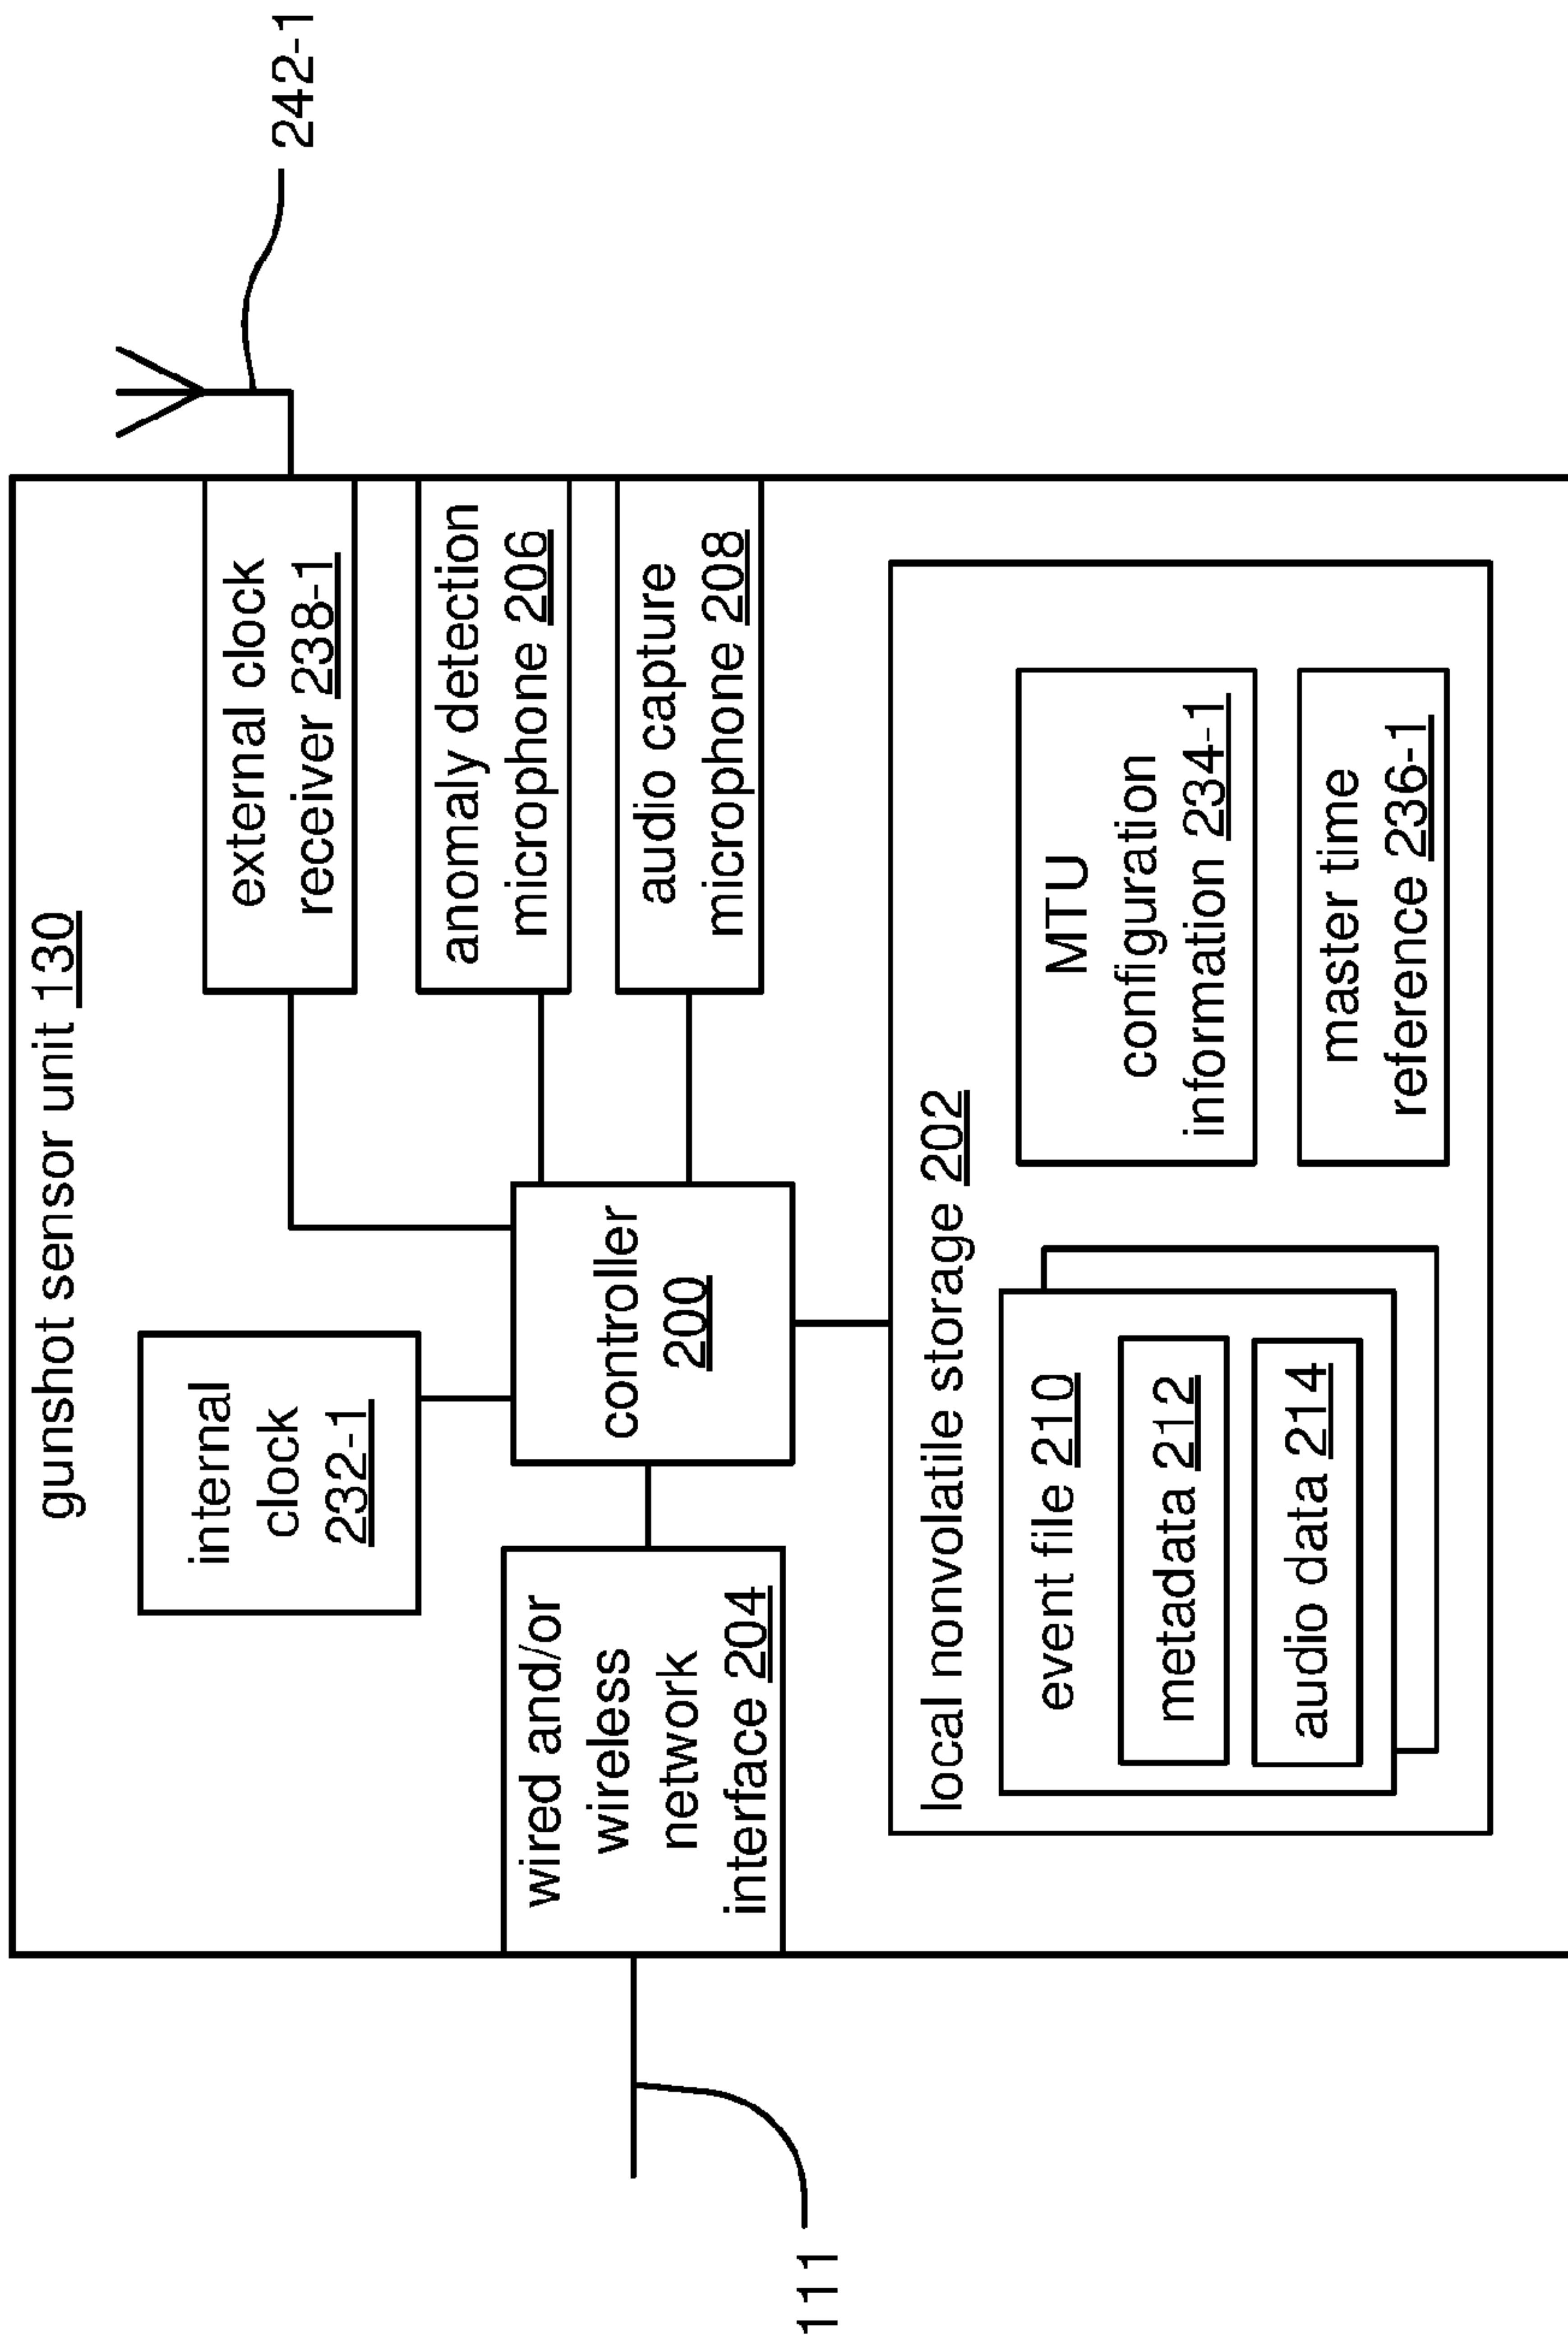 gunshot sensor unit 130
242-1
internal
clock
232-1
external clock
receiver 238-1
anomaly detection
microphone 206
audio capture
microphone 208
controller
200
wired and/or
wireless
network
interface 204
111
local nonvolatile storage 202
event file 210
metadata 212
audio data 214
MTU
configuration
information 234-1
master time
reference 236-1